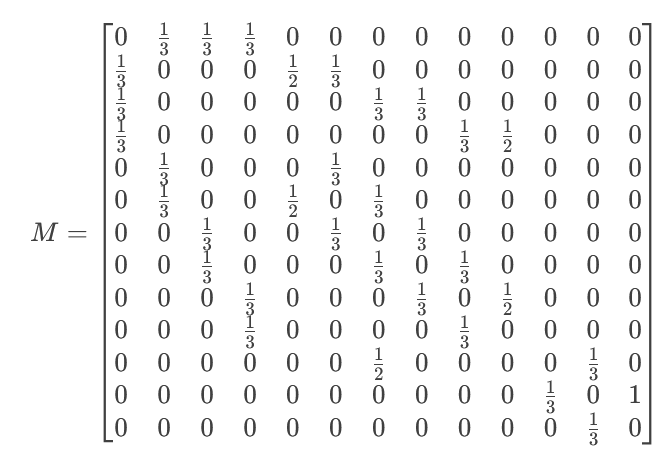 0 1/3 1/3 1/3 0 0 0 0 0 0 0 0 0
1/3 0 0 0 1/2 1/3 0 0 0 0 0 0 0
1/3 0 0 0 0 0 1/3 1/3 0 0 0 0 0
1/3 0 0 0 0 0 0 0 1/3 1/2 0 0 0
0 1/3 0 0 0 1/3 0 0 0 0 0 0 0
0 1/3 0 0 1/2 0 1/3 0 0 0 0 0 0
M = 0 0 1/3 0 0 1/3 0 1/3 0 0 0 0 0
0 0 1/3 0 0 0 1/3 0 1/3 0 0 0 0
0 0 0 1/3 0 0 0 1/3 0 1/2 0 0 0
0 0 0 1/3 0 0 0 0 1/3 0 0 0 0
0 0 0 0 0 0 1/2 0 0 0 0 1/3 0
0 0 0 0 0 0 0 0 0 0 1/3 0 1
0 0 0 0 0 0 0 0 0 0 0 1/3 0